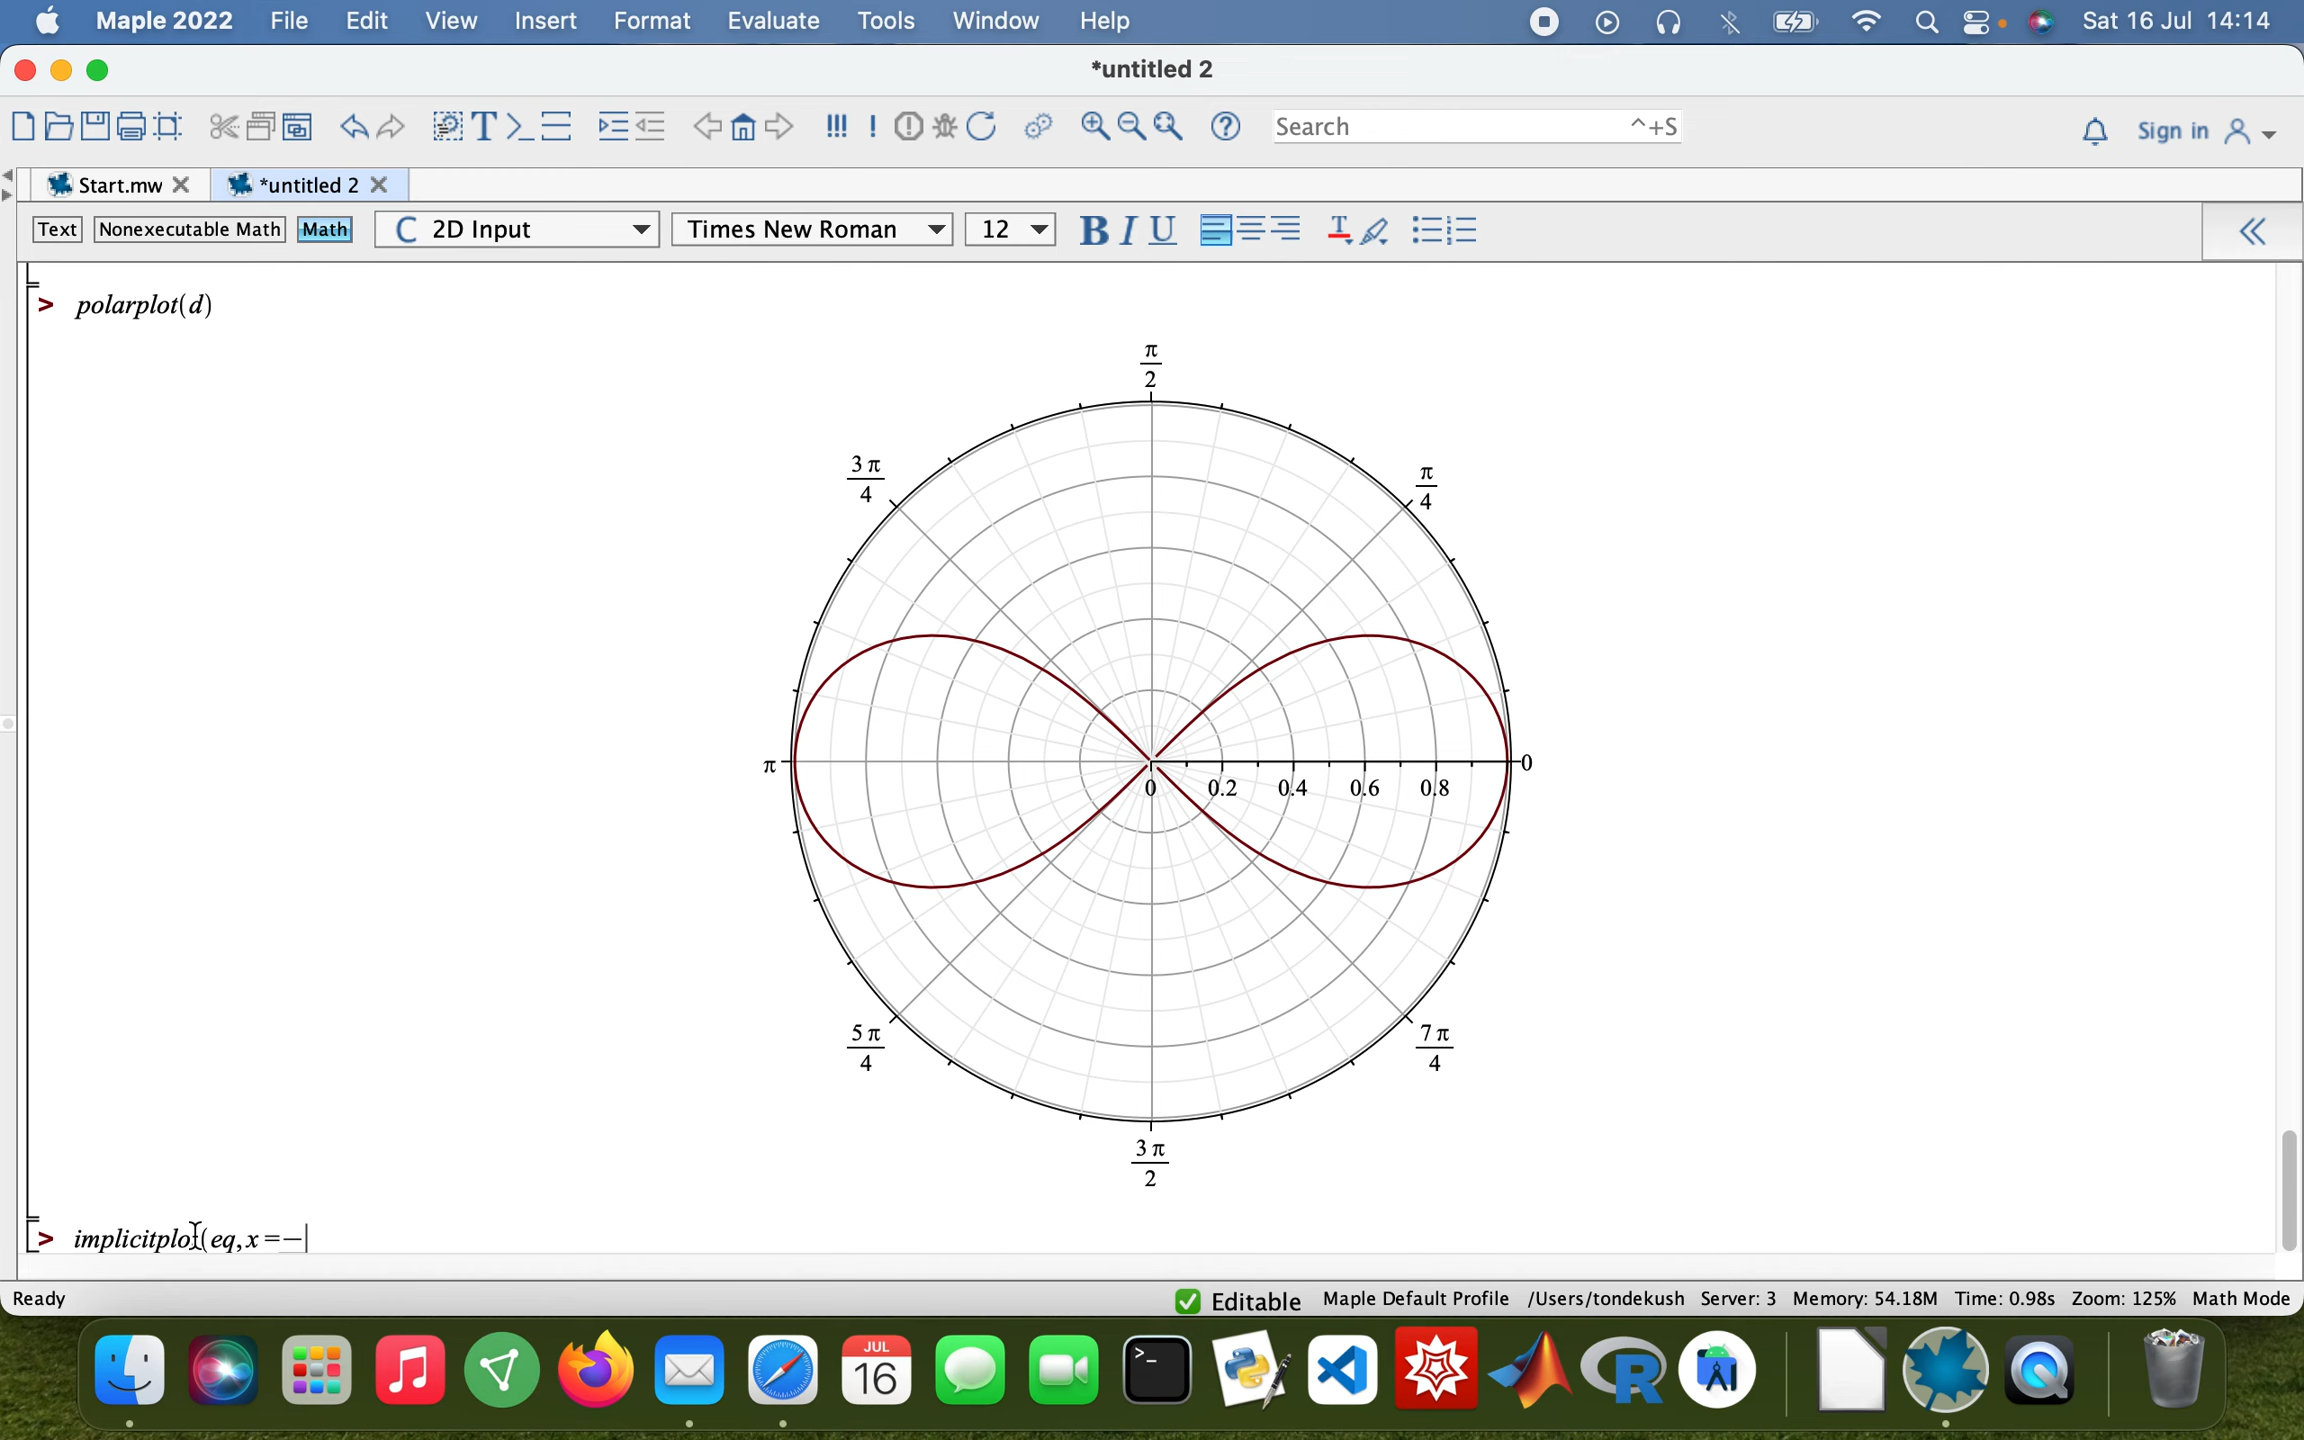 Maple 2022 File Edit View Insert Format Evaluate Tools Window Help Sat 16 Jul 14:14
*untitled 2
Search ^+S Sign in
Start.mw *untitled 2
Text Nonexecutable Math Math C 2D Input Times New Roman 12 B I U
> polarplot(d)
π/2
3π/4 π/4
π 0
0 0.2 0.4 0.6 0.8
5π/4 7π/4
3π/2
> implicitplot(eq,x=−
Ready Editable Maple Default Profile /Users/tondekush Server: 3 Memory: 54.18M Time: 0.98s Zoom: 125% Math Mode
JUL
16